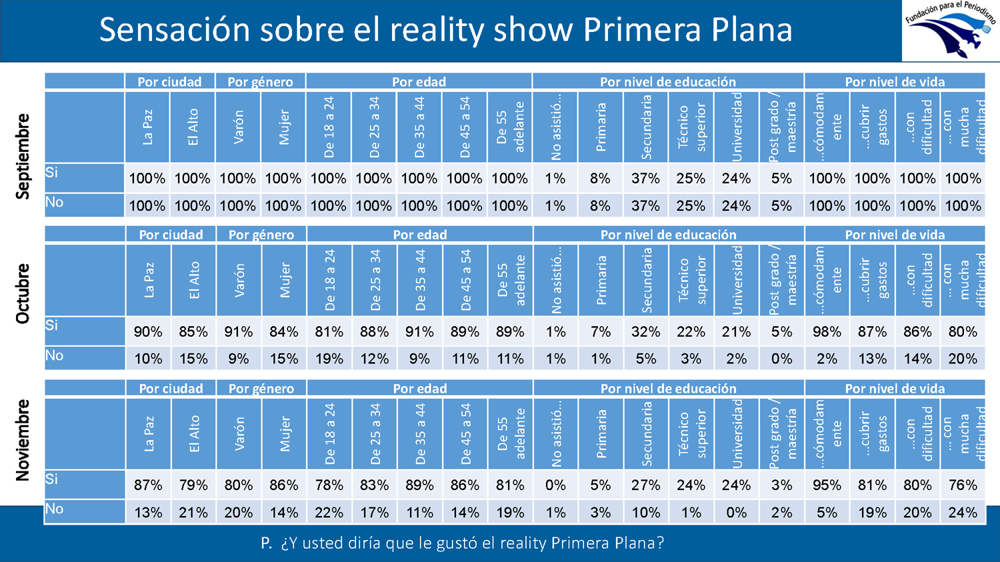 Sensación sobre el reality show Primera Plana
Fundación para el Periodismo
Septiembre
Por ciudad Por género Por edad Por nivel de educación Por nivel de vida
La Paz El Alto Varón Mujer De 18 a 24 De 25 a 34 De 35 a 44 De 45 a 54 De 55 adelante No asistió... Primaria Secundaria Técnico superior Universidad Post grado / maestría ...cómodam ente ...cubrir gastos ...con dificultad ... con mucha dificultad
Si 100% 100% 100% 100% 100% 100% 100% 100% 100% 1% 8% 37% 25% 24% 5% 100% 100% 100% 100%
No 100% 100% 100% 100% 100% 100% 100% 100% 100% 1% 8% 37% 25% 24% 5% 100% 100% 100% 100%
Octubre
Por ciudad Por género Por edad Por nivel de educación Por nivel de vida
La Paz El Alto Varón Mujer De 18 a 24 De 25 a 34 De 35 a 44 De 45 a 54 De 55 adelante No asistió... Primaria Secundaria Técnico superior Universidad Post grado / maestría ...cómodam ente ...cubrir gastos ...con dificultad ... con mucha dificultad
Si 90% 85% 91% 84% 81% 88% 91% 89% 89% 1% 7% 32% 22% 21% 5% 98% 87% 86% 80%
No 10% 15% 9% 15% 19% 12% 9% 11% 11% 1% 1% 5% 3% 2% 0% 2% 13% 14% 20%
Noviembre
Por ciudad Por género Por edad Por nivel de educación Por nivel de vida
La Paz El Alto Varón Mujer De 18 a 24 De 25 a 34 De 35 a 44 De 45 a 54 De 55 adelante No asistió... Primaria Secundaria Técnico superior Universidad Post grado / maestría ...cómodam ente ...cubrir gastos ...con dificultad ... con mucha dificultad
Si 87% 79% 80% 86% 78% 83% 89% 86% 81% 0% 5% 27% 24% 24% 3% 95% 81% 80% 76%
No 13% 21% 20% 14% 22% 17% 11% 14% 19% 1% 3% 10% 1% 0% 2% 5% 19% 20% 24%
P. ¿Y usted diría que le gustó el reality Primera Plana?